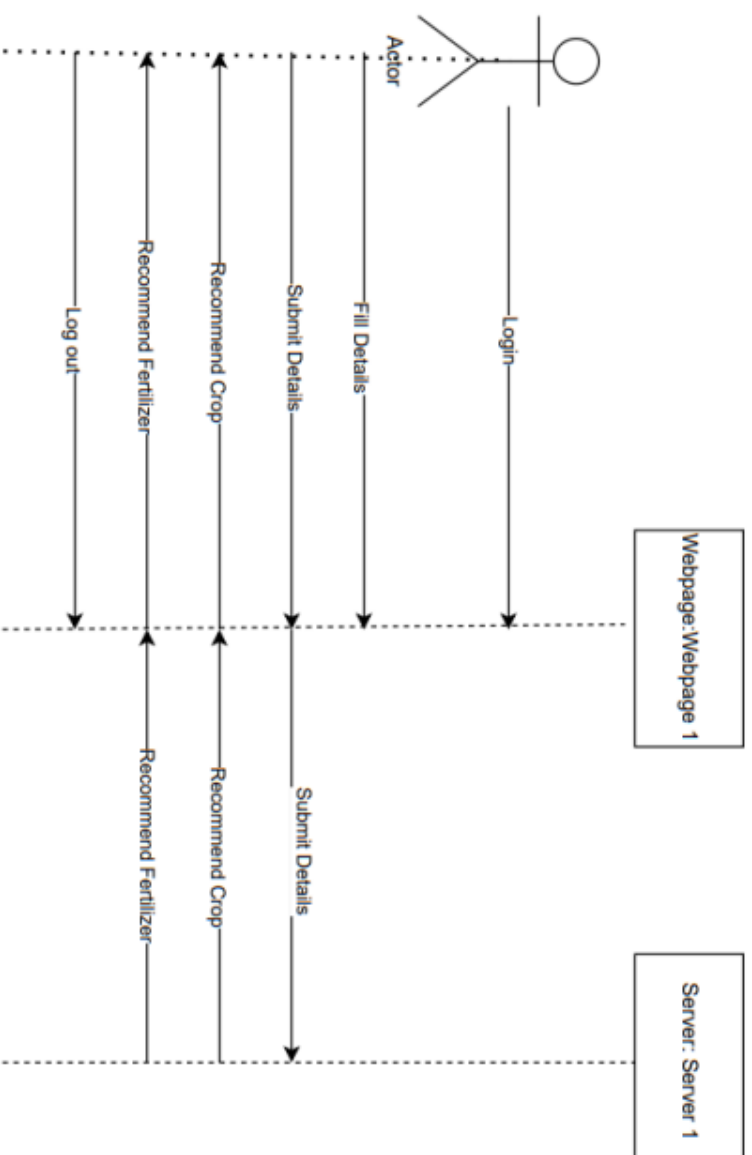 Actor
Webpage:Webpage 1
Server: Server 1
Login
Fill Details
Submit Details
Submit Details
Recommend Crop
Recommend Crop
Recommend Fertilizer
Recommend Fertilizer
Log out